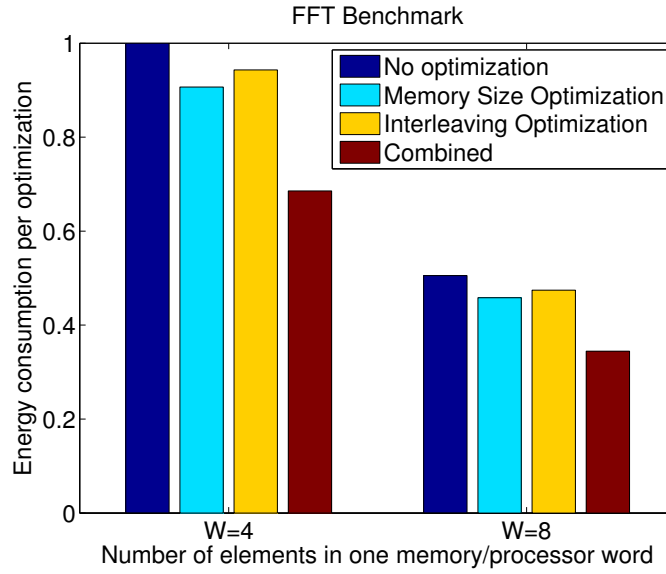 FFT Benchmark
Energy consumption per optimization
1
0.8
0.6
0.4
0.2
0
No optimization
Memory Size Optimization
Interleaving Optimization
Combined
W=4
W=8
Number of elements in one memory/processor word